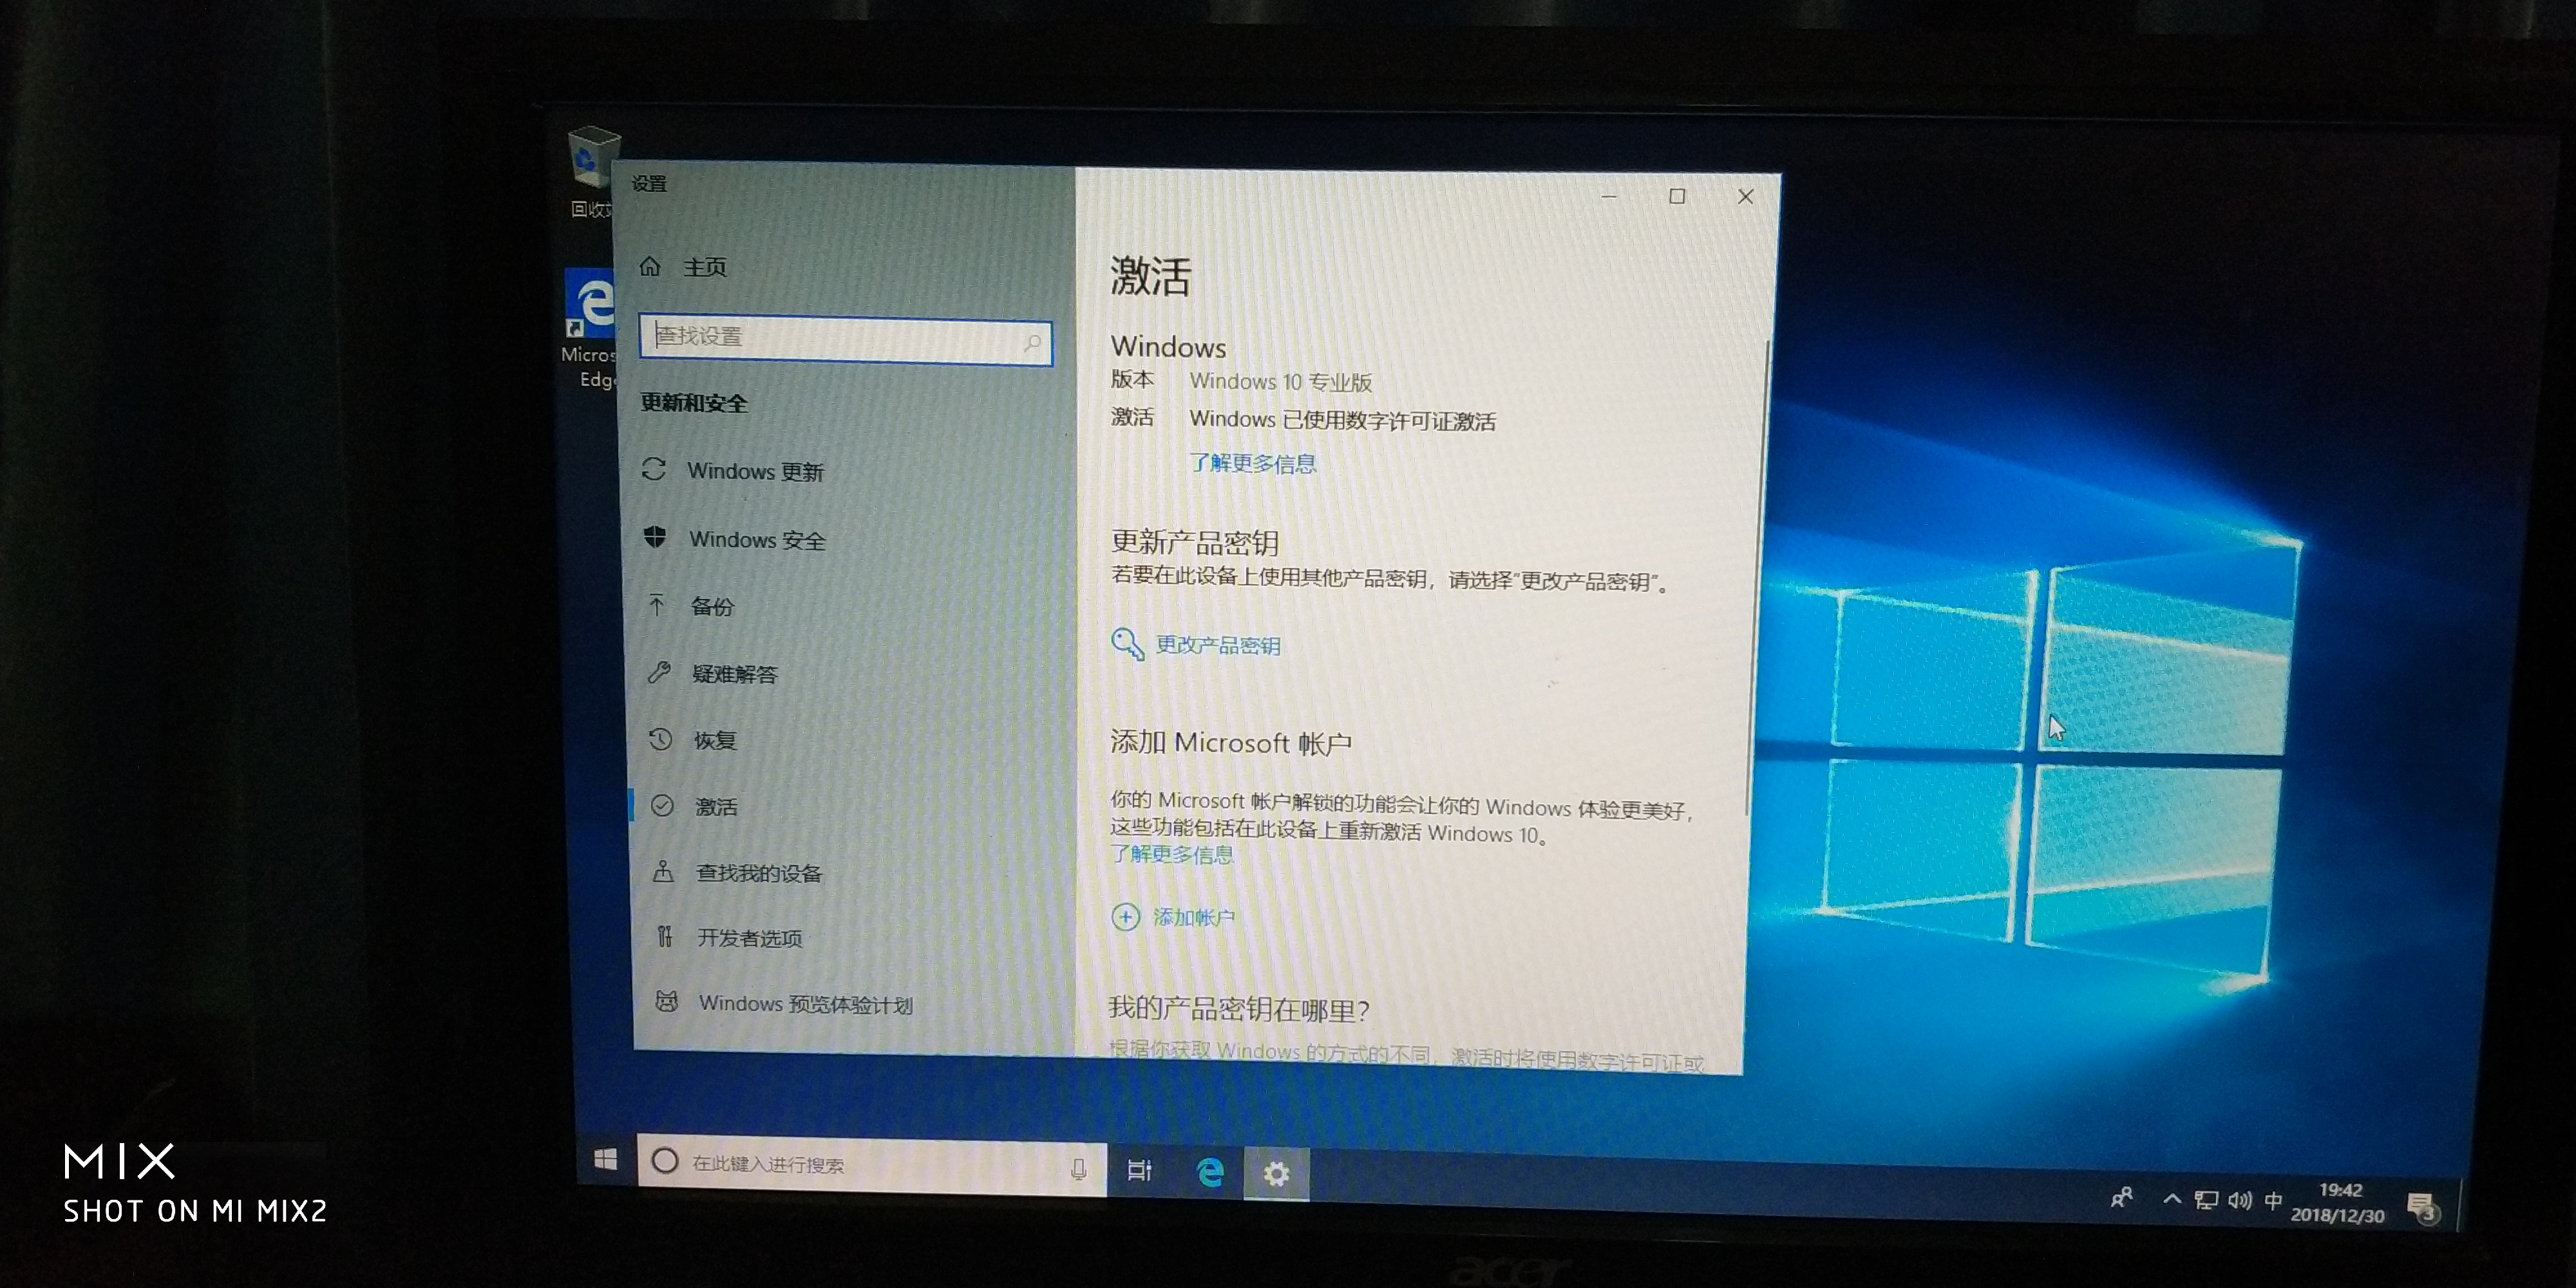 回收
Micros
Edg
设置
主页
查找设置
更新和安全
Windows 更新
Windows 安全
备份
疑难解答
恢复
激活
查找我的设备
开发者选项
Windows 预览体验计划
激活
Windows
版本 Windows 10 专业版
激活 Windows 已使用数字许可证激活
了解更多信息
更新产品密钥
若要在此设备上使用其他产品密钥，请选择"更改产品密钥"。
更改产品密钥
添加 Microsoft 帐户
你的 Microsoft 帐户解锁的功能会让你的 Windows 体验更美好，
这些功能包括在此设备上重新激活 Windows 10。
了解更多信息
添加帐户
我的产品密钥在哪里?
根据你获取 Windows 的方式的不同，激活时将使用数字许可证或
在此键入进行搜索
中
19:42
2018/12/30
3
acer
MIX
SHOT ON MI MIX2